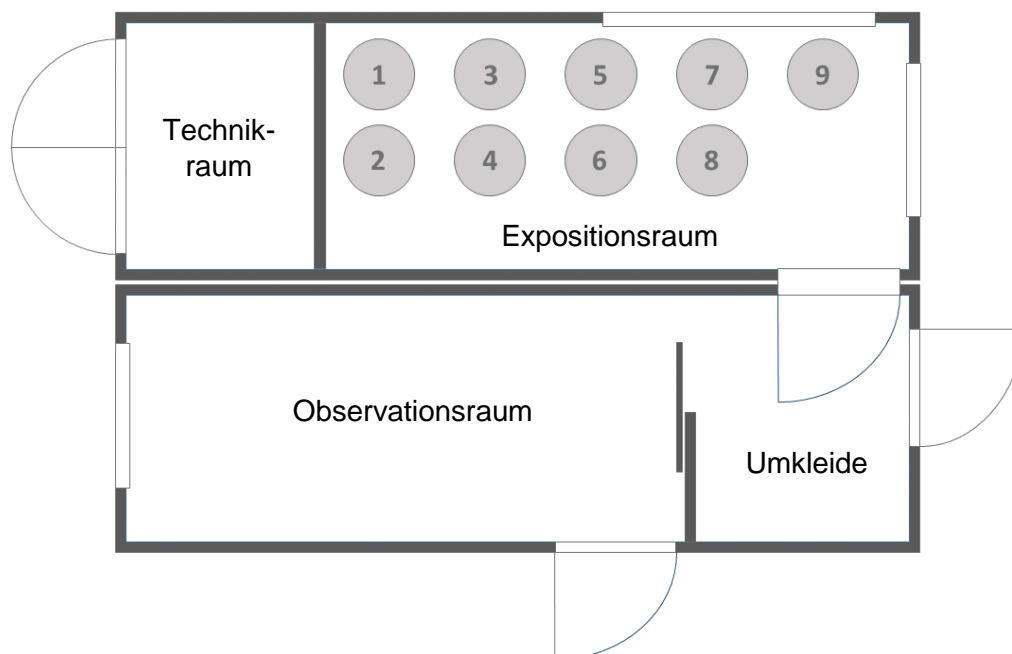 1 3 5 7 9
Technik-
raum
2 4 6 8
Expositionsraum
Observationsraum
Umkleide